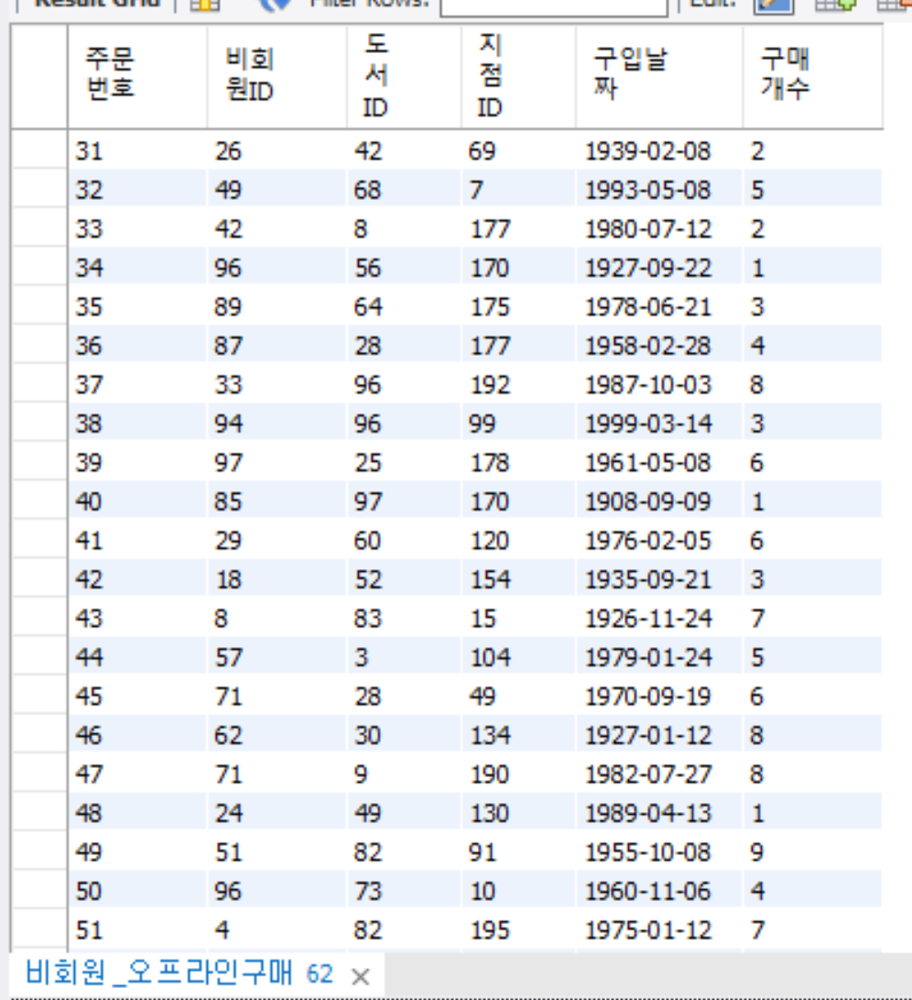 Result Grid Filter Rows: Edit:
주문번호 비회원ID 도서ID 지점ID 구입날짜 구매개수
31 26 42 69 1939-02-08 2
32 49 68 7 1993-05-08 5
33 42 8 177 1980-07-12 2
34 96 56 170 1927-09-22 1
35 89 64 175 1978-06-21 3
36 87 28 177 1958-02-28 4
37 33 96 192 1987-10-03 8
38 94 96 99 1999-03-14 3
39 97 25 178 1961-05-08 6
40 85 97 170 1908-09-09 1
41 29 60 120 1976-02-05 6
42 18 52 154 1935-09-21 3
43 8 83 15 1926-11-24 7
44 57 3 104 1979-01-24 5
45 71 28 49 1970-09-19 6
46 62 30 134 1927-01-12 8
47 71 9 190 1982-07-27 8
48 24 49 130 1989-04-13 1
49 51 82 91 1955-10-08 9
50 96 73 10 1960-11-06 4
51 4 82 195 1975-01-12 7
비회원_오프라인구매 62